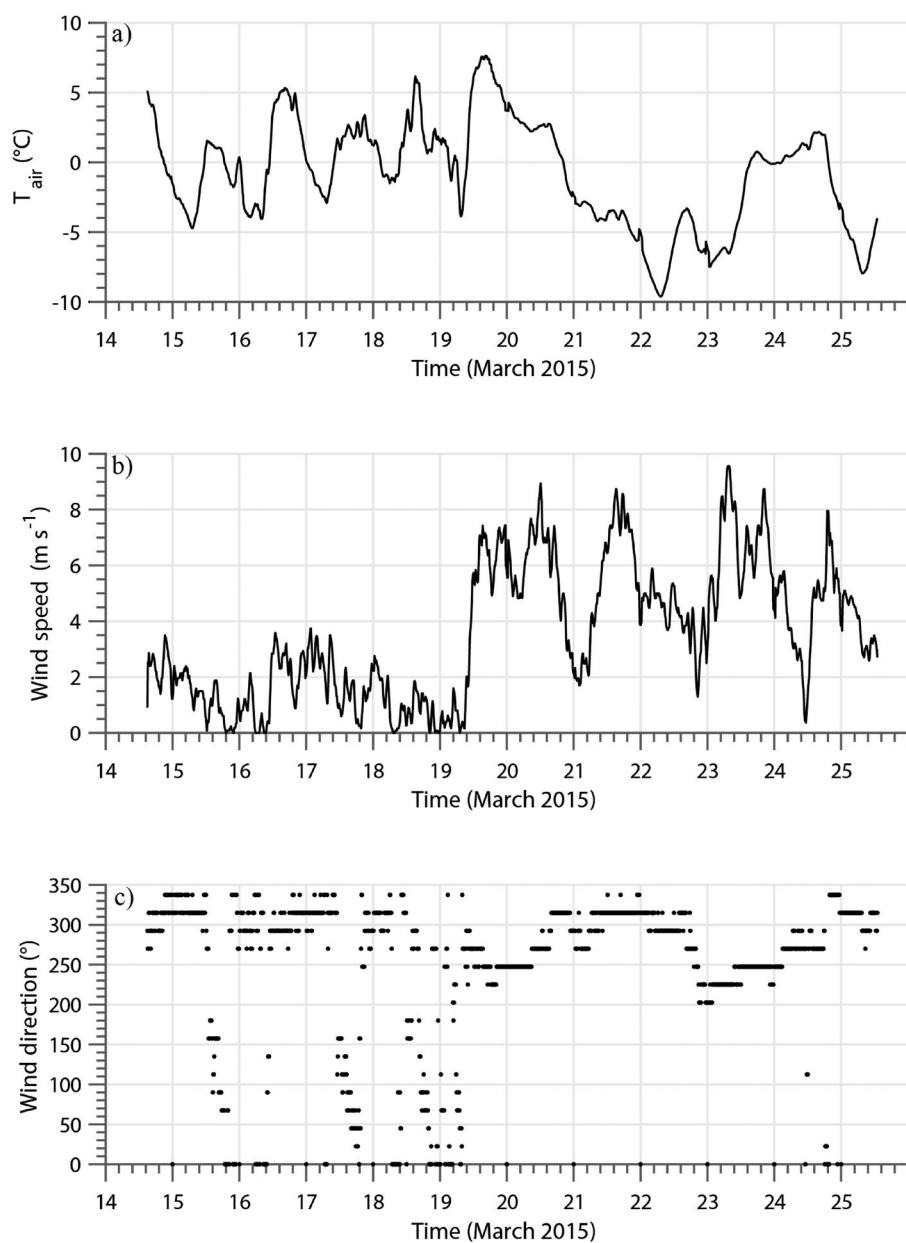 a)
10
5
0
-5
-10
T air (°C)
14 15 16 17 18 19 20 21 22 23 24 25
Time (March 2015)
b)
10
8
6
4
2
0
Wind speed (m s-1)
14 15 16 17 18 19 20 21 22 23 24 25
Time (March 2015)
c)
350
300
250
200
150
100
50
0
Wind direction (°)
14 15 16 17 18 19 20 21 22 23 24 25
Time (March 2015)